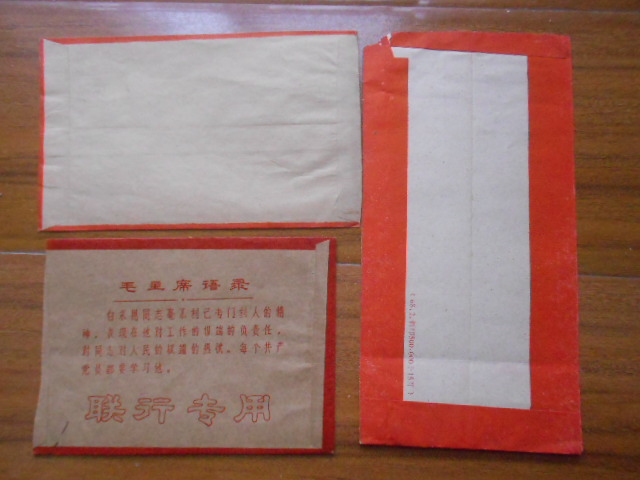 毛主席语录
白求恩同志毫不利己专门利人的精
神，表现在他对工作的极端的负责任，
对同志对人民的极端的热忱。每个共产
党员都要学习他。
联行专用